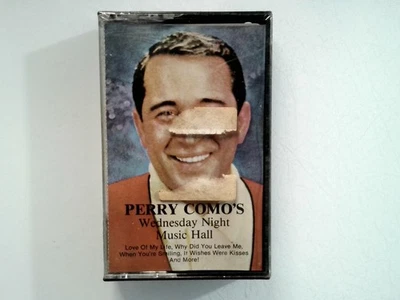 PERRY COMO'S
Wednesday Night
Music Hall
Love Of My Life, Why Did You Leave Me,
When You're Smiling, If Wishes Were Kisses
And More!